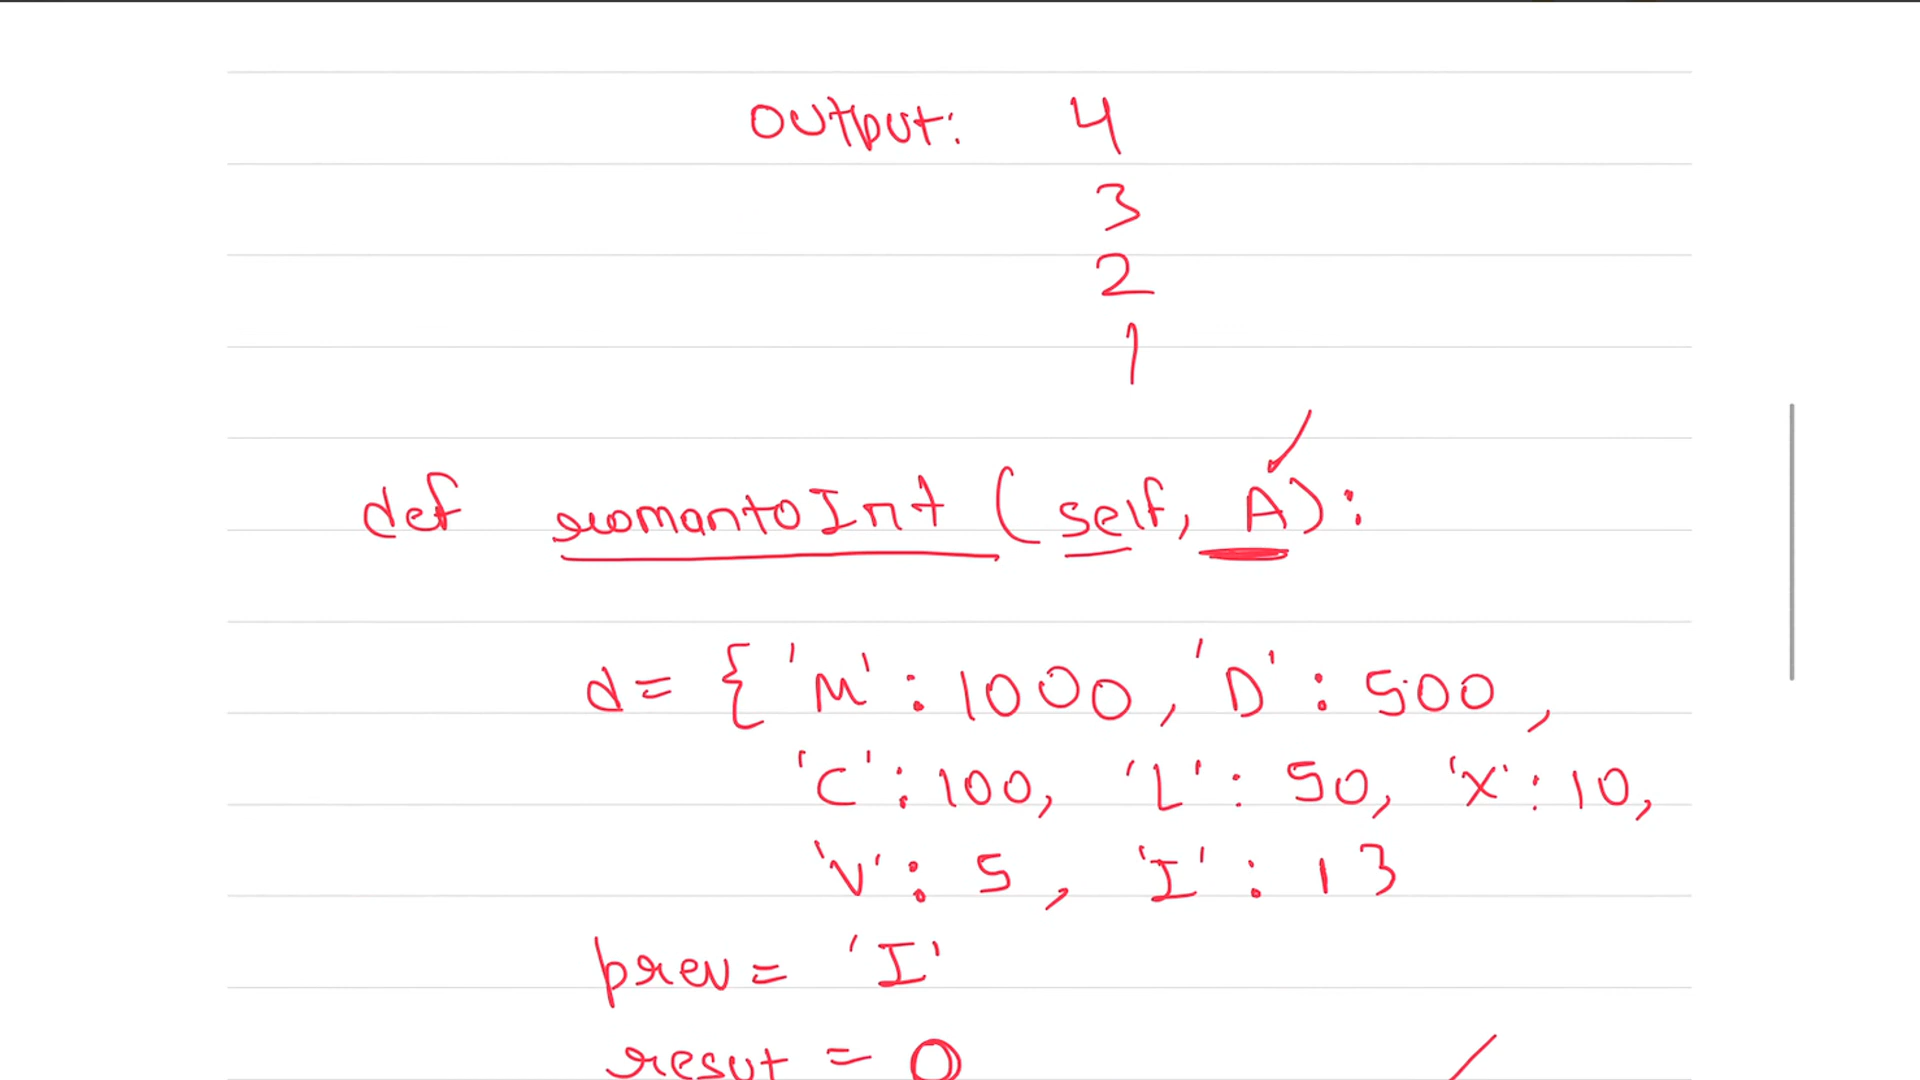 output: 4
3
2
1
def romantoInt (self, A):
d= { 'M': 1000, 'D': 500,
'C': 100, 'L': 50, 'X': 10,
'V': 5, 'I': 1 }
prev= 'I'
resut = 0